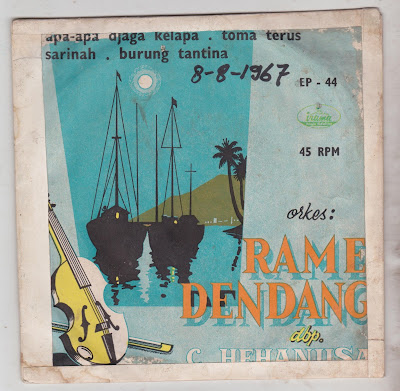 apa-apa djaga kelapa . toma terus
sarinah . burung tantina
8-8-1967
EP - 44
45 RPM
orkes:
RAME
DENDANG
dbp.
C. HEHANUSA